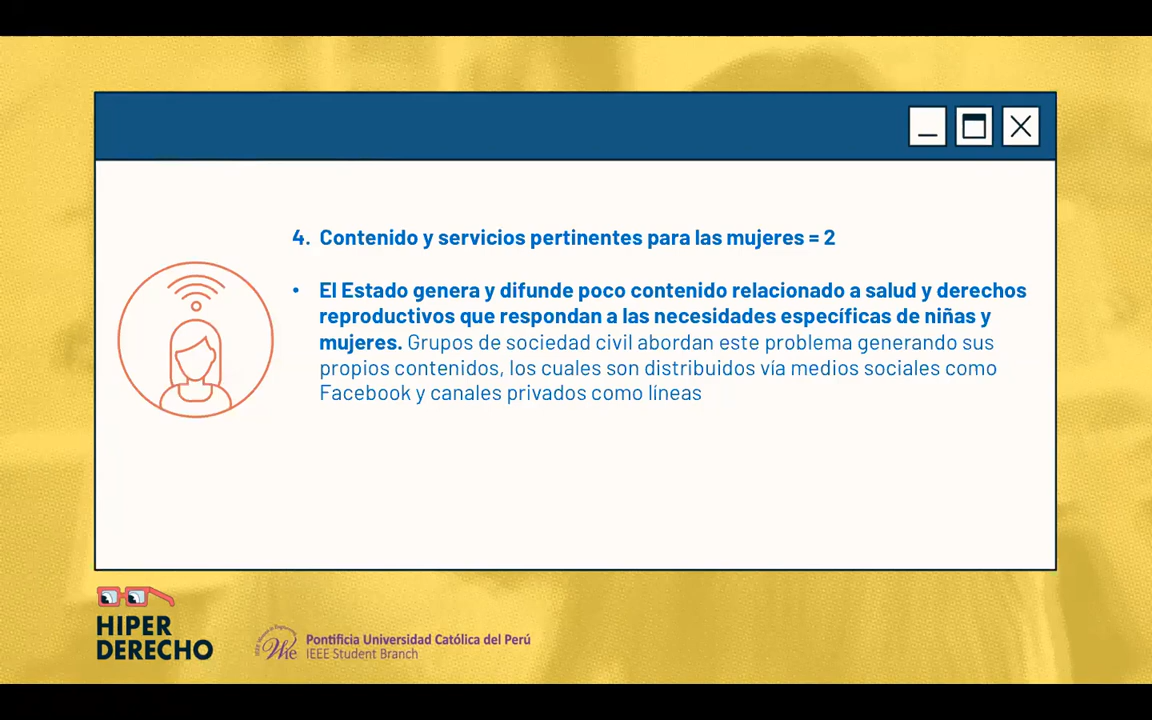 4. Contenido y servicios pertinentes para las mujeres = 2
• El Estado genera y difunde poco contenido relacionado a salud y derechos
reproductivos que respondan a las necesidades específicas de niñas y
mujeres. Grupos de sociedad civil abordan este problema generando sus
propios contenidos, los cuales son distribuidos vía medios sociales como
Facebook y canales privados como líneas
HIPER
DERECHO
Wie
Pontificia Universidad Católica del Perú
IEEE Student Branch